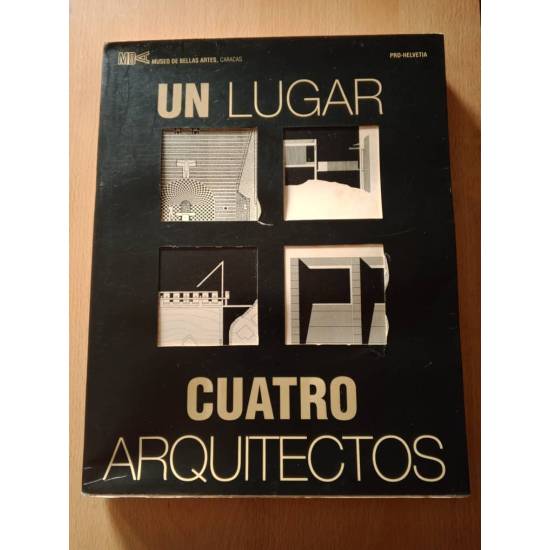 MBA MUSEO DE BELLAS ARTES, CARACAS
PRO-HELVETIA
UN LUGAR
CUATRO
ARQUITECTOS